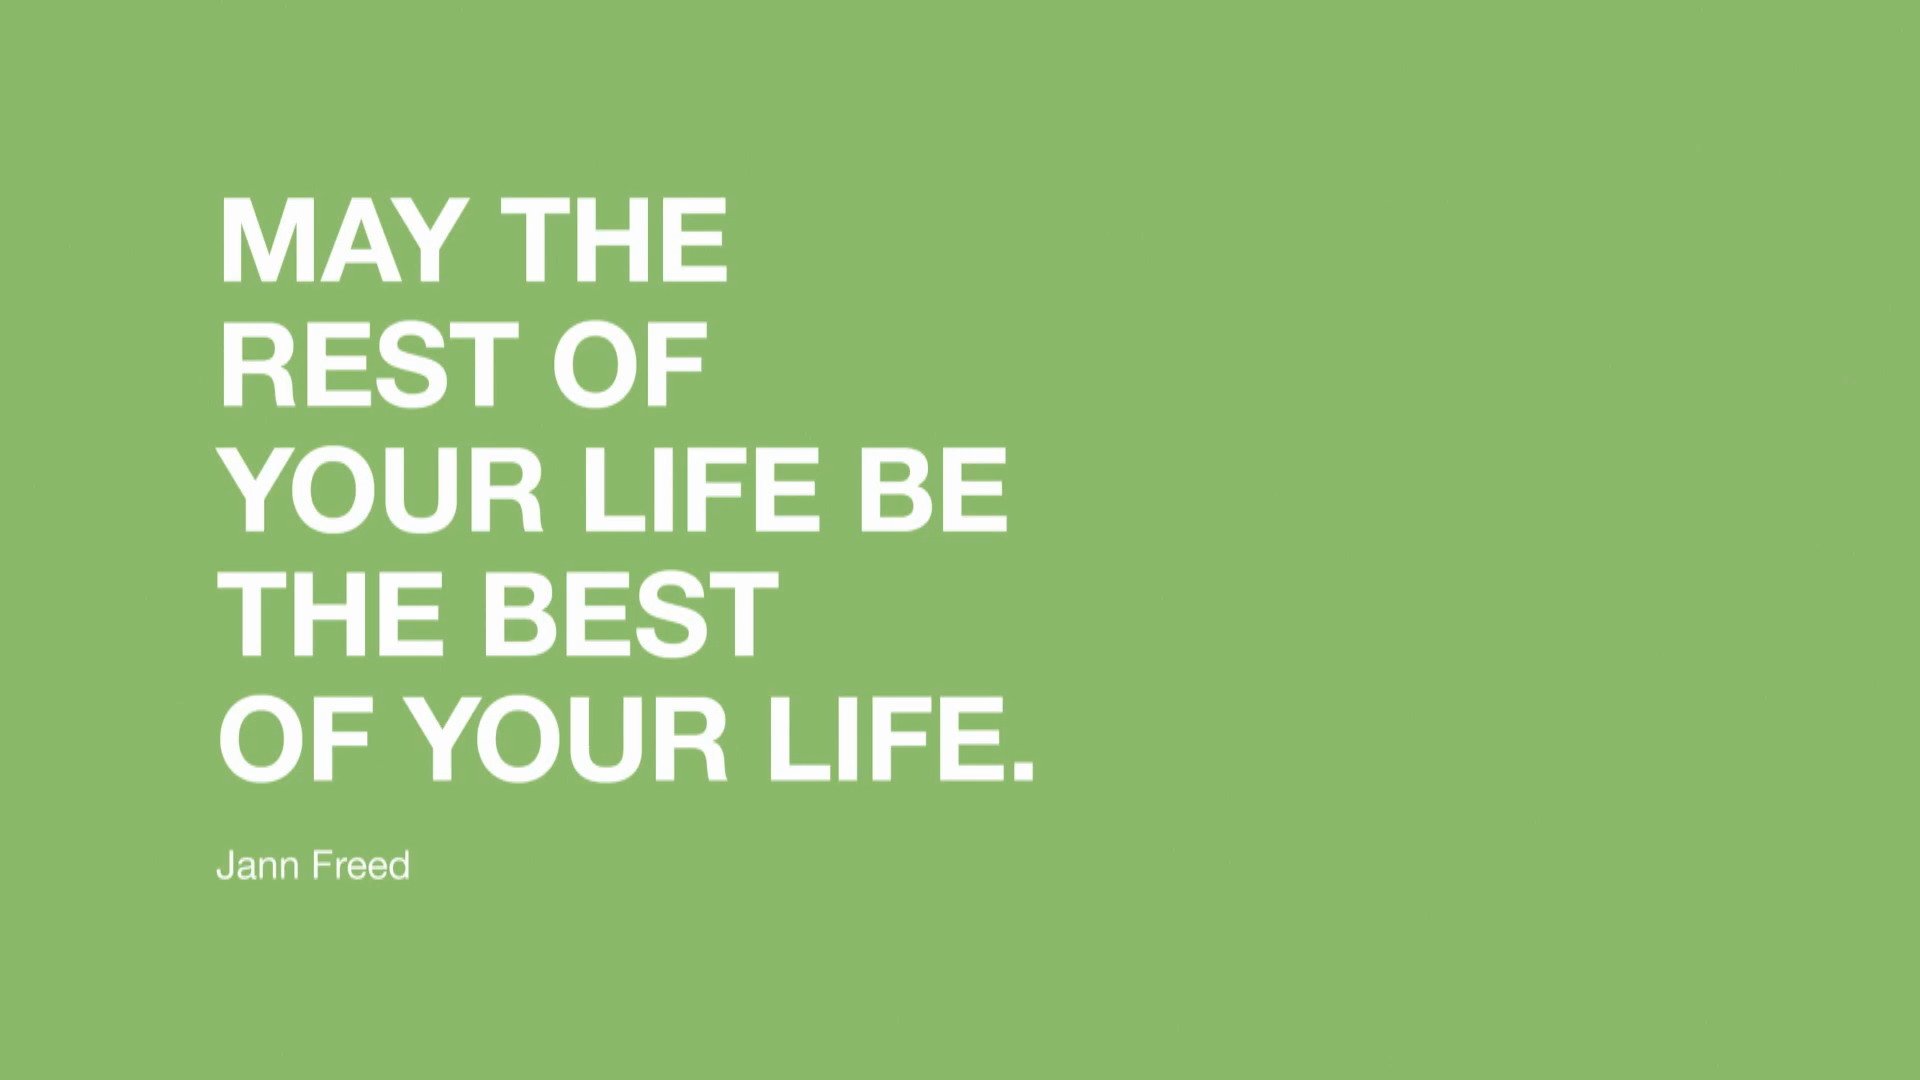 MAY THE
REST OF
YOUR LIFE BE
THE BEST
OF YOUR LIFE.
Jann Freed